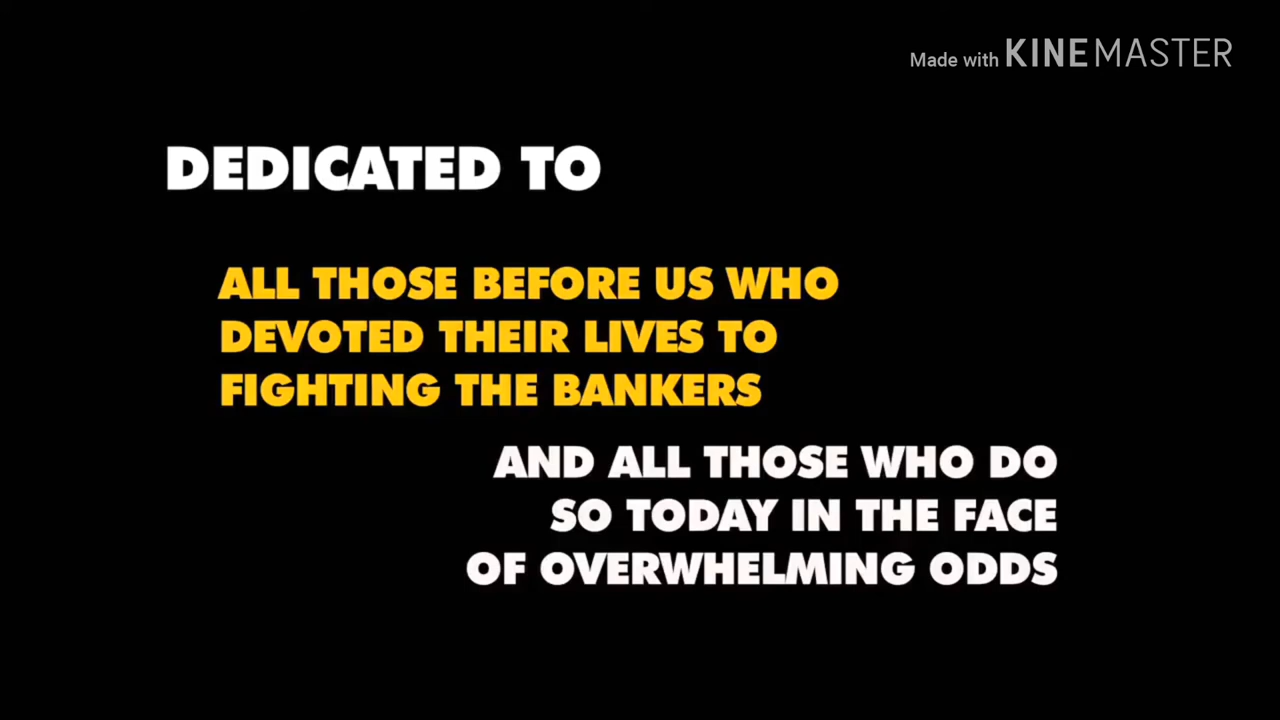 Made with KINEMASTER
DEDICATED TO
ALL THOSE BEFORE US WHO
DEVOTED THEIR LIVES TO
FIGHTING THE BANKERS
AND ALL THOSE WHO DO
SO TODAY IN THE FACE
OF OVERWHELMING ODDS